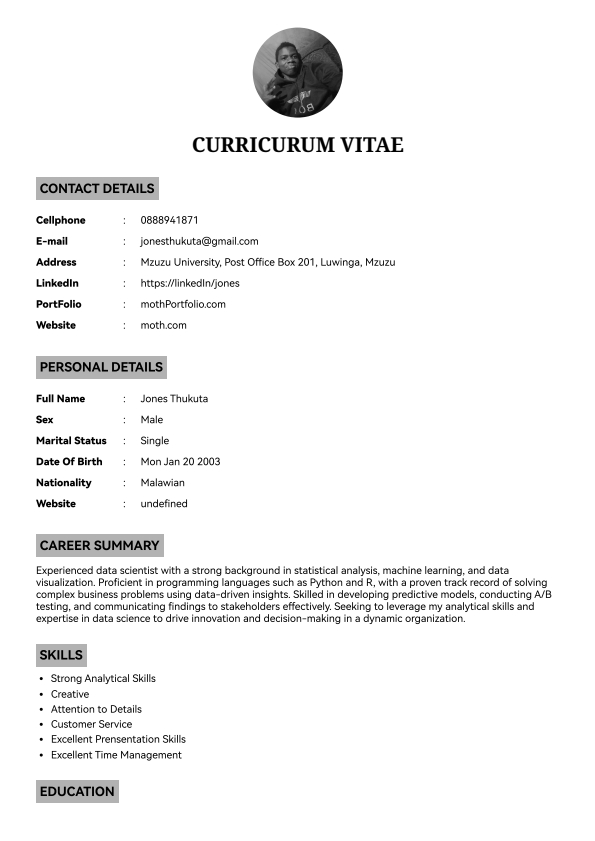 CURRICURUM VITAE
CONTACT DETAILS
Cellphone : 0888941871
E-mail : jonesthukuta@gmail.com
Address : Mzuzu University, Post Office Box 201, Luwinga, Mzuzu
LinkedIn : https://linkedIn/jones
PortFolio : mothPortfolio.com
Website : moth.com
PERSONAL DETAILS
Full Name : Jones Thukuta
Sex : Male
Marital Status : Single
Date Of Birth : Mon Jan 20 2003
Nationality : Malawian
Website : undefined
CAREER SUMMARY
Experienced data scientist with a strong background in statistical analysis, machine learning, and data
visualization. Proficient in programming languages such as Python and R, with a proven track record of solving
complex business problems using data-driven insights. Skilled in developing predictive models, conducting A/B
testing, and communicating findings to stakeholders effectively. Seeking to leverage my analytical skills and
expertise in data science to drive innovation and decision-making in a dynamic organization.
SKILLS
• Strong Analytical Skills
• Creative
• Attention to Details
• Customer Service
• Excellent Prensentation Skills
• Excellent Time Management
EDUCATION